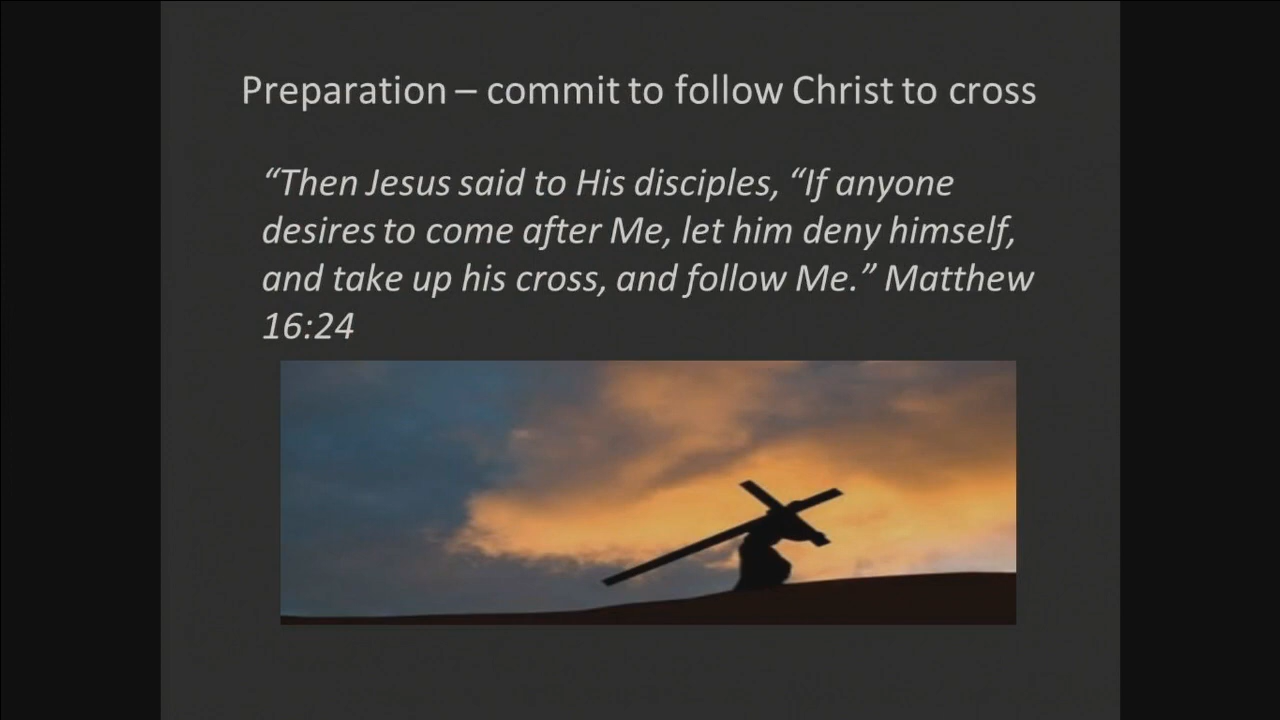 Preparation – commit to follow Christ to cross
“Then Jesus said to His disciples, “If anyone
desires to come after Me, let him deny himself,
and take up his cross, and follow Me.” Matthew
16:24